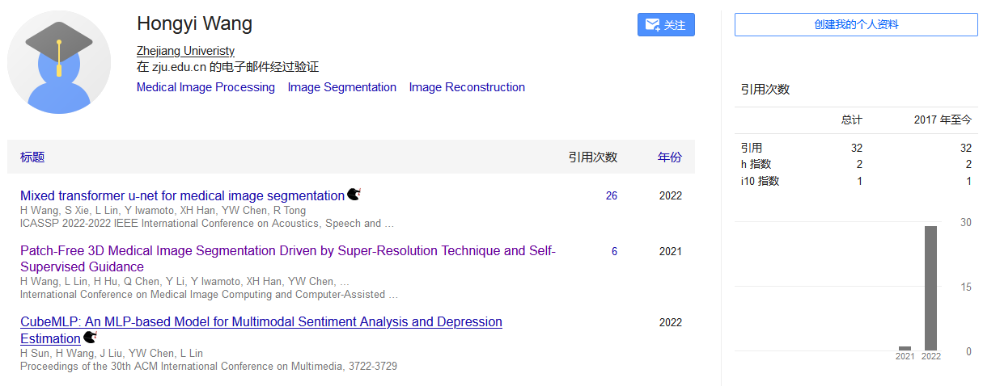 Hongyi Wang
关注
Zhejiang Univeristy
在 zju.edu.cn 的电子邮件经过验证
Medical Image Processing Image Segmentation Image Reconstruction
标题 引用次数 年份
Mixed transformer u-net for medical image segmentation 26 2022
H Wang, S Xie, L Lin, Y Iwamoto, XH Han, YW Chen, R Tong
ICASSP 2022-2022 IEEE International Conference on Acoustics, Speech and …
Patch-Free 3D Medical Image Segmentation Driven by Super-Resolution Technique and Self- 6 2021
Supervised Guidance
H Wang, L Lin, H Hu, Q Chen, Y Li, Y Iwamoto, XH Han, YW Chen, …
International Conference on Medical Image Computing and Computer-Assisted …
CubeMLP: An MLP-based Model for Multimodal Sentiment Analysis and Depression 2022
Estimation
H Sun, H Wang, J Liu, YW Chen, L Lin
Proceedings of the 30th ACM International Conference on Multimedia, 3722-3729
创建我的个人资料
引用次数
总计 2017 年至今
引用 32 32
h 指数 2 2
i10 指数 1 1
30
15
0
2021 2022